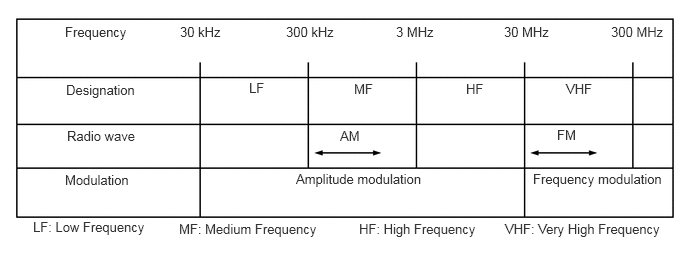 Frequency 30 kHz 300 kHz 3 MHz 30 MHz 300 MHz
Designation LF MF HF VHF
Radio wave AM FM
Modulation Amplitude modulation Frequency modulation
LF: Low Frequency MF: Medium Frequency HF: High Frequency VHF: Very High Frequency